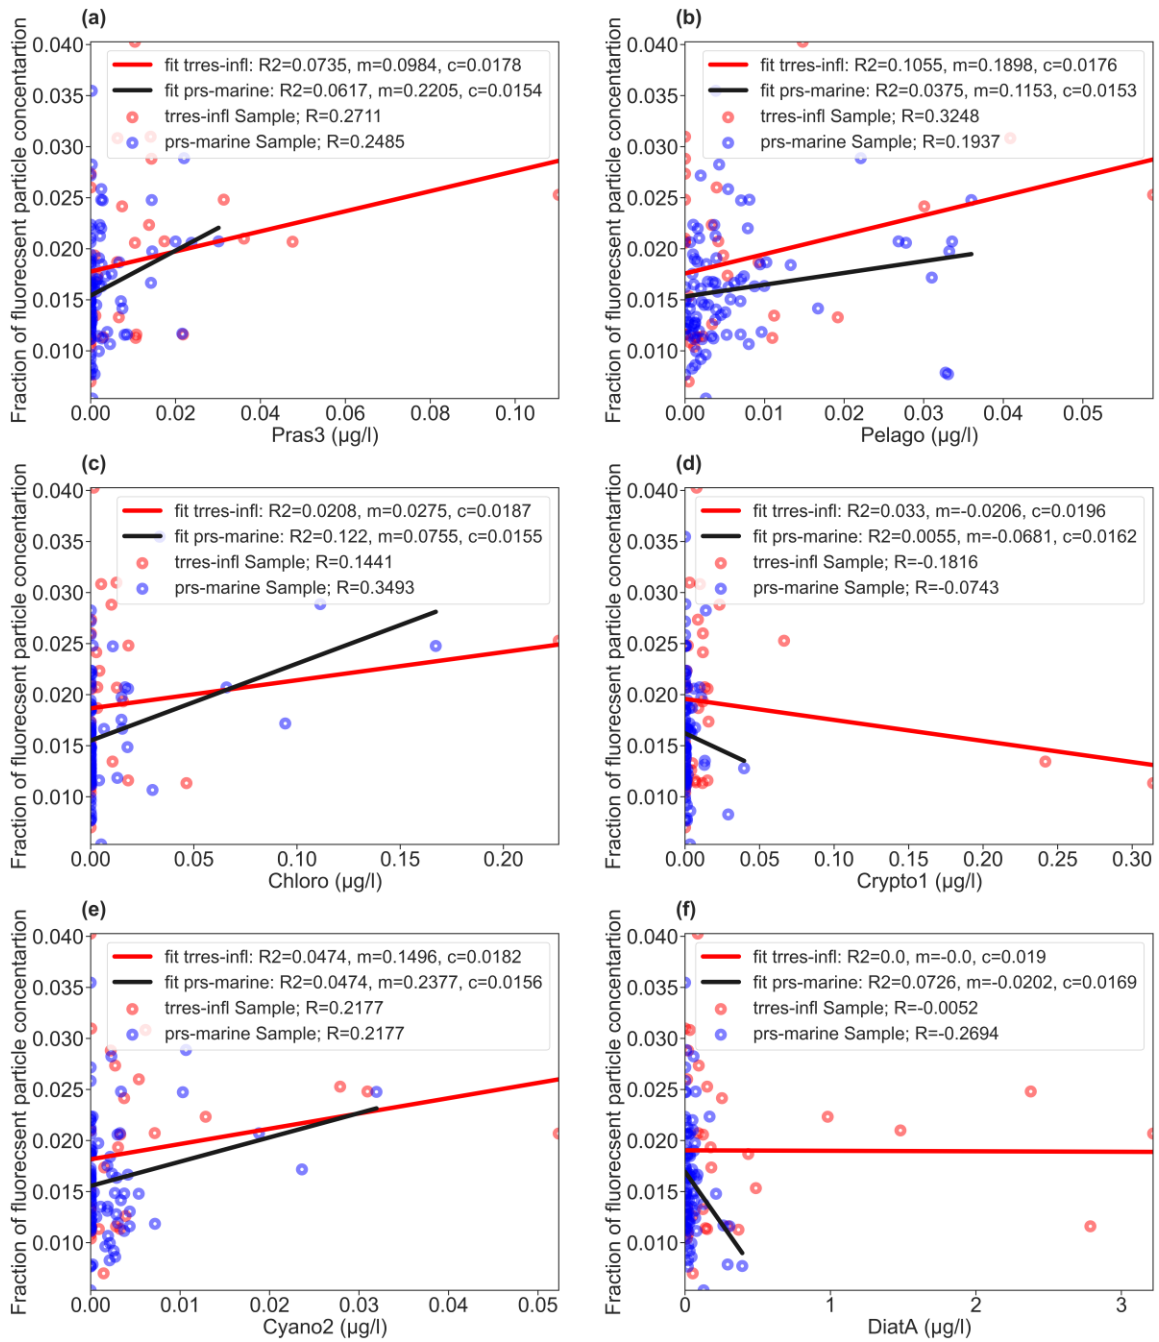 (a)
Fraction of fluorecsent particle concentartion
0.040
0.035
0.030
0.025
0.020
0.015
0.010
fit trres-infl: R2=0.0735, m=0.0984, c=0.0178
fit prs-marine: R2=0.0617, m=0.2205, c=0.0154
trres-infl Sample; R=0.2711
prs-marine Sample; R=0.2485
0.00 0.02 0.04 0.06 0.08 0.10
Pras3 (µg/l)
(b)
Fraction of fluorecsent particle concentartion
0.040
0.035
0.030
0.025
0.020
0.015
0.010
fit trres-infl: R2=0.1055, m=0.1898, c=0.0176
fit prs-marine: R2=0.0375, m=0.1153, c=0.0153
trres-infl Sample; R=0.3248
prs-marine Sample; R=0.1937
0.00 0.01 0.02 0.03 0.04 0.05
Pelago (µg/l)
(c)
Fraction of fluorecsent particle concentartion
0.040
0.035
0.030
0.025
0.020
0.015
0.010
fit trres-infl: R2=0.0208, m=0.0275, c=0.0187
fit prs-marine: R2=0.122, m=0.0755, c=0.0155
trres-infl Sample; R=0.1441
prs-marine Sample; R=0.3493
0.00 0.05 0.10 0.15 0.20
Chloro (µg/l)
(d)
Fraction of fluorecsent particle concentartion
0.040
0.035
0.030
0.025
0.020
0.015
0.010
fit trres-infl: R2=0.033, m=-0.0206, c=0.0196
fit prs-marine: R2=0.0055, m=-0.0681, c=0.0162
trres-infl Sample; R=-0.1816
prs-marine Sample; R=-0.0743
0.00 0.05 0.10 0.15 0.20 0.25 0.30
Crypto1 (µg/l)
(e)
Fraction of fluorecsent particle concentartion
0.040
0.035
0.030
0.025
0.020
0.015
0.010
fit trres-infl: R2=0.0474, m=0.1496, c=0.0182
fit prs-marine: R2=0.0474, m=0.2377, c=0.0156
trres-infl Sample; R=0.2177
prs-marine Sample; R=0.2177
0.00 0.01 0.02 0.03 0.04 0.05
Cyano2 (µg/l)
(f)
Fraction of fluorecsent particle concentartion
0.040
0.035
0.030
0.025
0.020
0.015
0.010
fit trres-infl: R2=0.0, m=-0.0, c=0.019
fit prs-marine: R2=0.0726, m=-0.0202, c=0.0169
trres-infl Sample; R=-0.0052
prs-marine Sample; R=-0.2694
0 1 2 3
DiatA (µg/l)